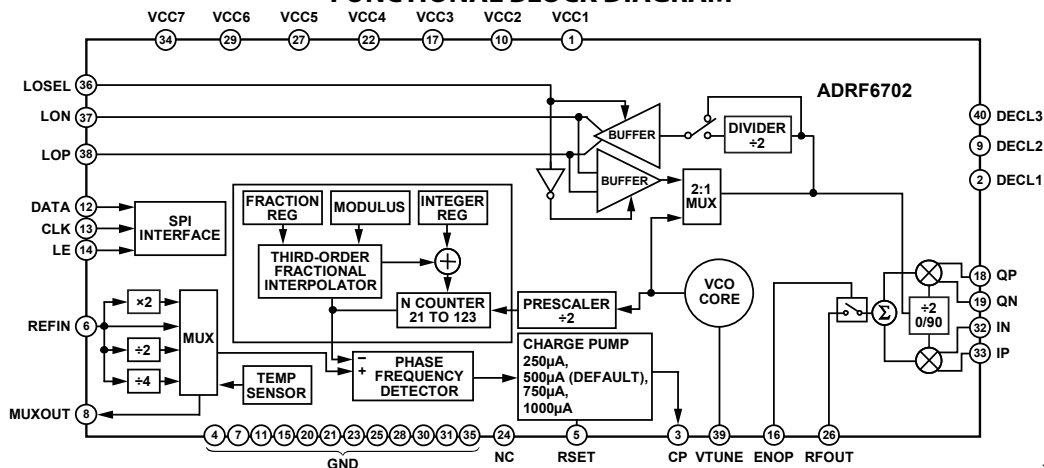 FUNCTIONAL BLOCK DIAGRAM
VCC7 VCC6 VCC5 VCC4 VCC3 VCC2 VCC1
34 29 27 22 17 10 1
LOSEL 36
LON 37
LOP 38
BUFFER
DIVIDER
÷2
ADRF6702
40 DECL3
9 DECL2
2 DECL1
BUFFER
2:1
MUX
DATA 12
CLK 13
LE 14
SPI
INTERFACE
FRACTION
REG
MODULUS
INTEGER
REG
THIRD-ORDER
FRACTIONAL
INTERPOLATOR
+
N COUNTER
21 TO 123
PRESCALER
÷2
VCO
CORE
18 QP
19 QN
32 IN
33 IP
Σ
÷2
0/90
REFIN 6
×2
÷2
÷4
MUX
TEMP
SENSOR
MUXOUT 8
−
+
PHASE
FREQUENCY
DETECTOR
CHARGE PUMP
250µA,
500µA (DEFAULT),
750µA,
1000µA
4 7 11 15 20 21 23 25 28 30 31 35 24 5 3 39 16 26
GND NC RSET CP VTUNE ENOP RFOUT